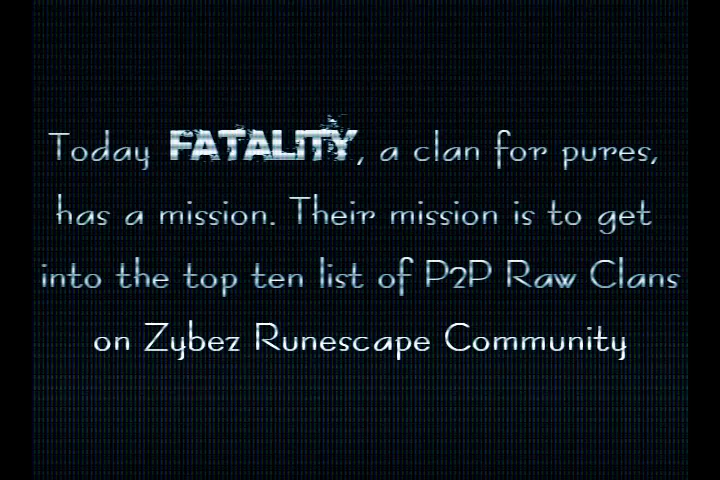 Today FATALITY, a clan for pures,
has a mission. Their mission is to get
into the top ten list of P2P Raw Clans
on Zybez Runescape Community